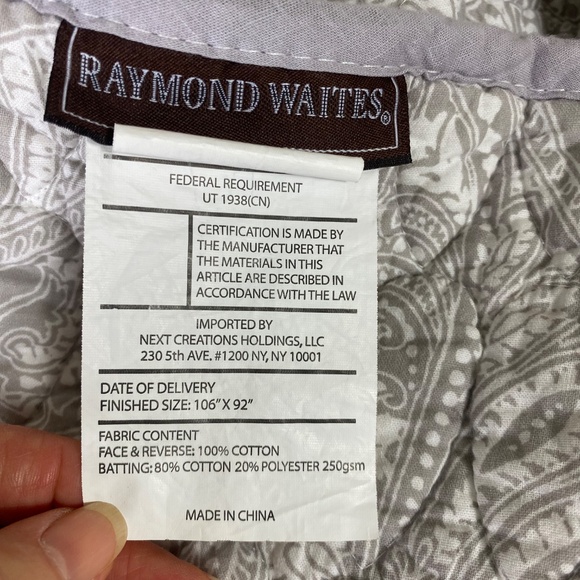 RAYMOND WAITES®
FEDERAL REQUIREMENT
UT 1938(CN)
CERTIFICATION IS MADE BY
THE MANUFACTURER THAT
THE MATERIALS IN THIS
ARTICLE ARE DESCRIBED IN
ACCORDANCE WITH THE LAW
IMPORTED BY
NEXT CREATIONS HOLDINGS, LLC
230 5th AVE. #1200 NY, NY 10001
DATE OF DELIVERY
FINISHED SIZE: 106"X 92"
FABRIC CONTENT
FACE & REVERSE: 100% COTTON
BATTING: 80% COTTON 20% POLYESTER 250gsm
MADE IN CHINA